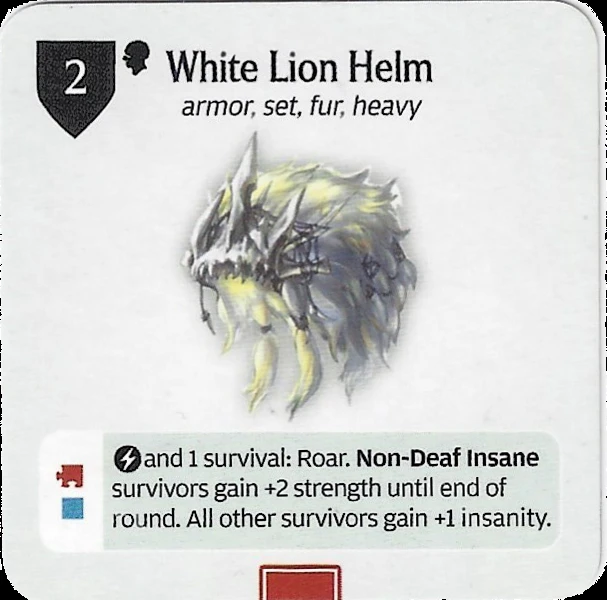 2
White Lion Helm
armor, set, fur, heavy
and 1 survival: Roar. Non-Deaf Insane
survivors gain +2 strength until end of
round. All other survivors gain +1 insanity.